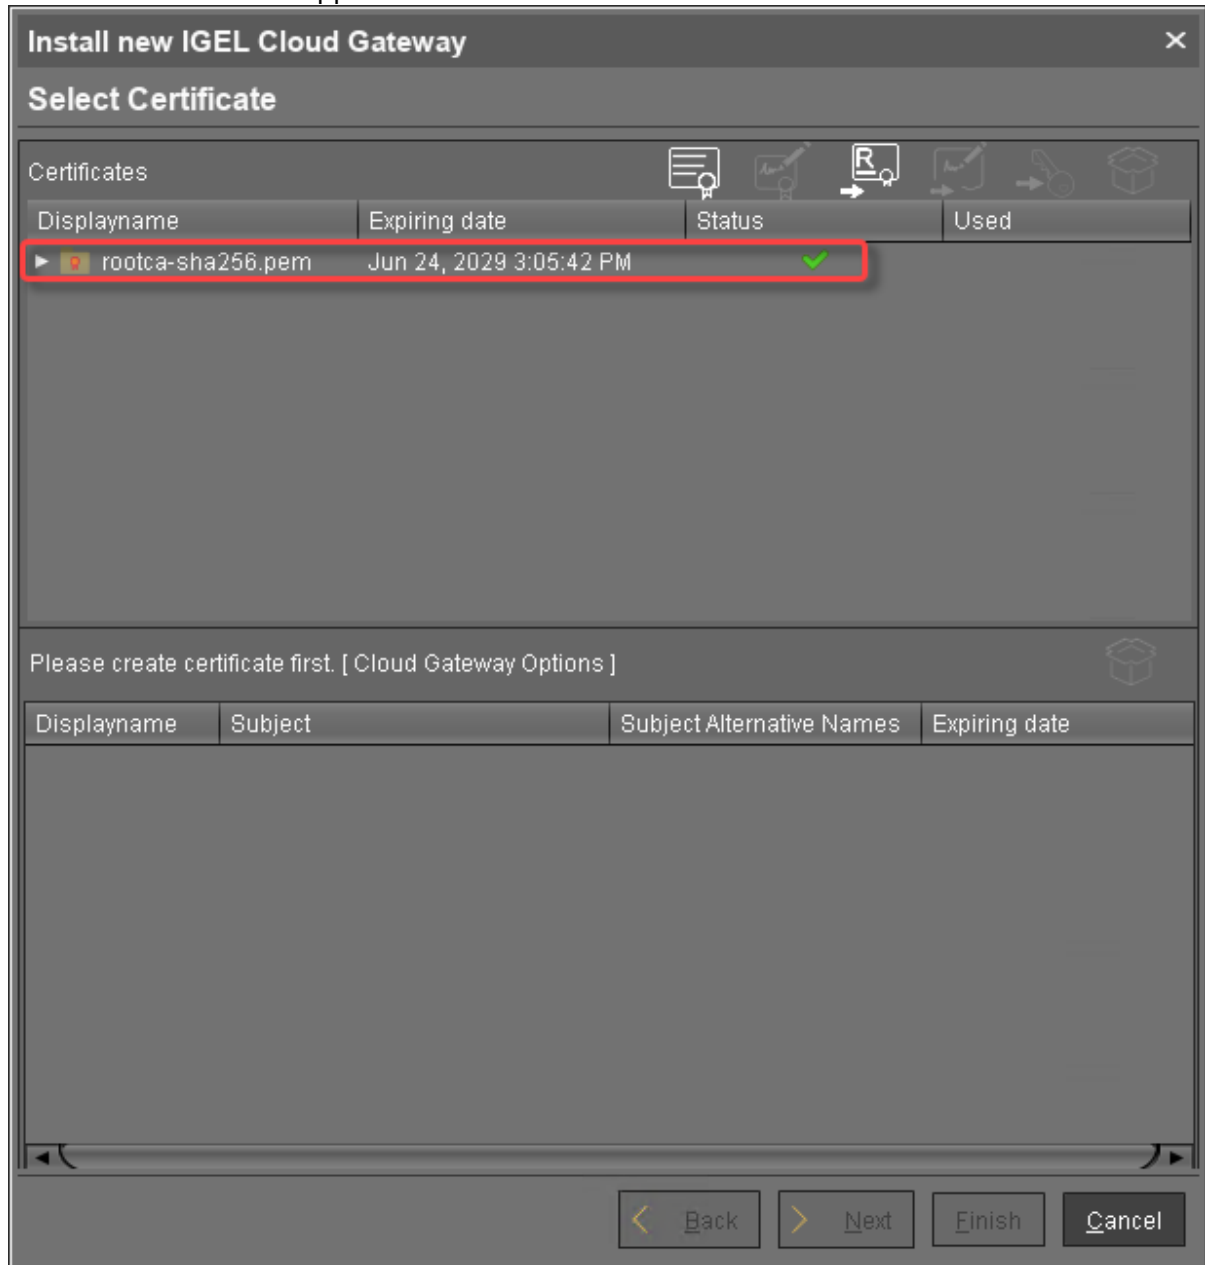 Install new IGEL Cloud Gateway
Select Certificate
Certificates
R
Displayname Expiring date Status Used
rootca-sha256.pem Jun 24, 2029 3:05:42 PM
Please create certificate first. [ Cloud Gateway Options ]
Displayname Subject Subject Alternative Names Expiring date
Back Next Finish Cancel